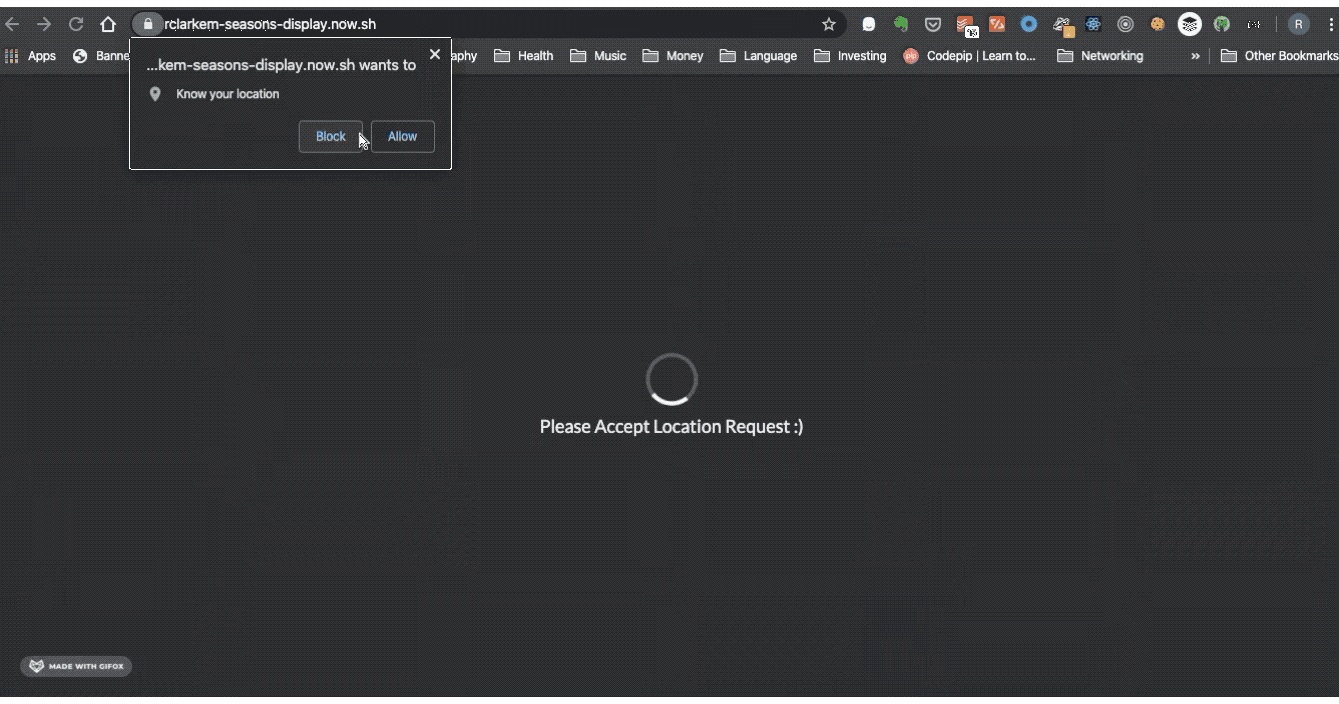 rclarkem-seasons-display.now.sh
Apps
Banne
aphy
Health
Music
Money
Language
Investing
Codepip | Learn to...
Networking
»
Other Bookmarks
R
...kem-seasons-display.now.sh wants to
Know your location
Block
Allow
Please Accept Location Request :)
MADE WITH GIFOX